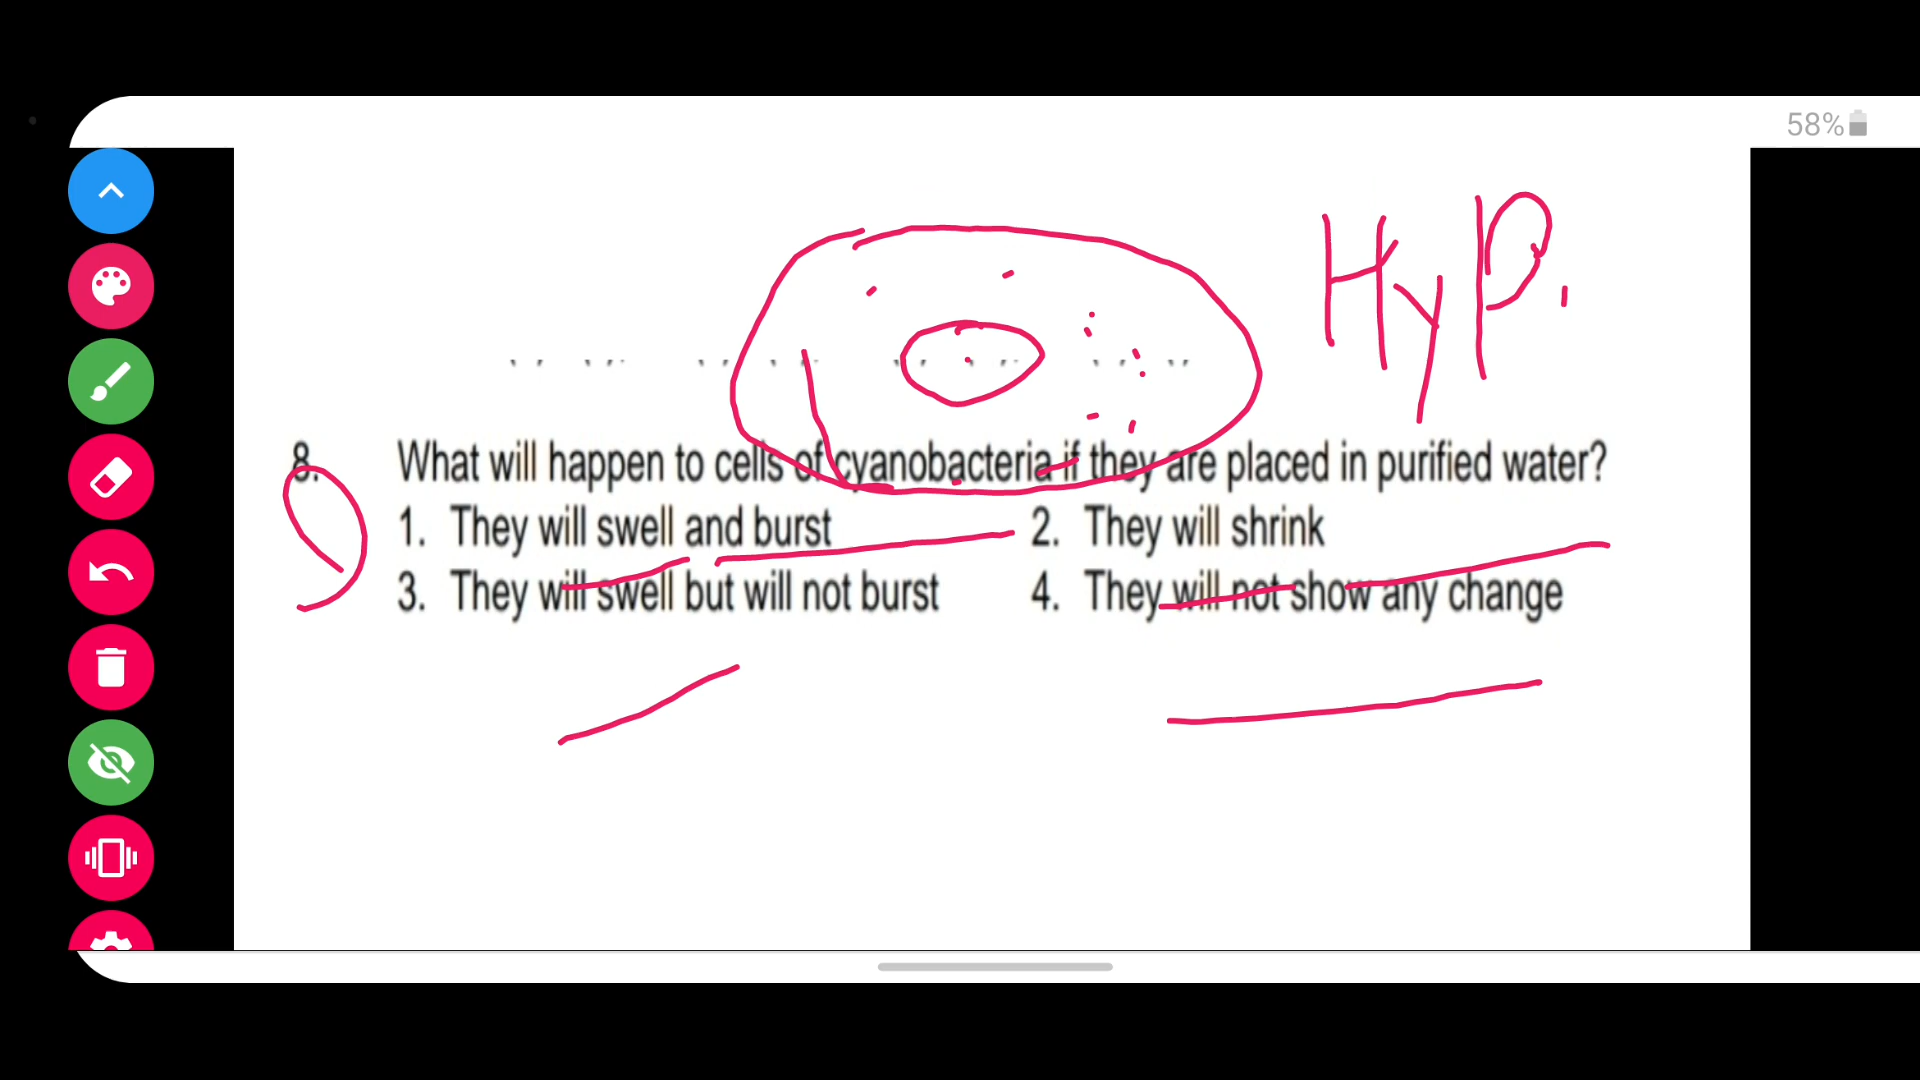 58%
HyP.
8. What will happen to cells of cyanobacteria if they are placed in purified water?
1. They will swell and burst 2. They will shrink
3. They will swell but will not burst 4. They will not show any change